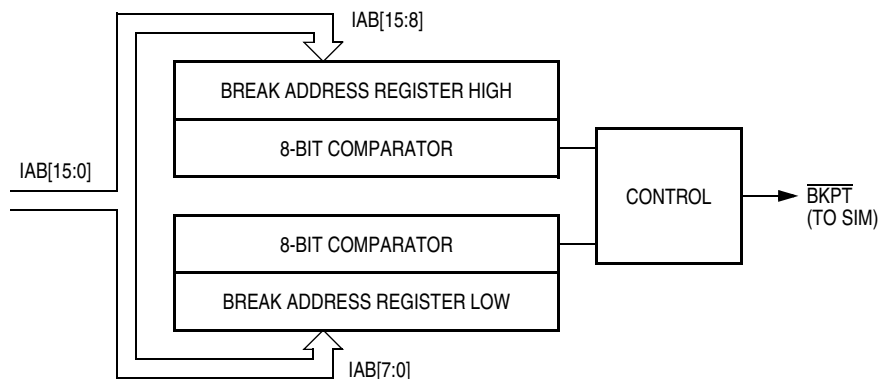 IAB[15:8]
BREAK ADDRESS REGISTER HIGH
8-BIT COMPARATOR
IAB[15:0]
CONTROL
BKPT
(TO SIM)
8-BIT COMPARATOR
BREAK ADDRESS REGISTER LOW
IAB[7:0]